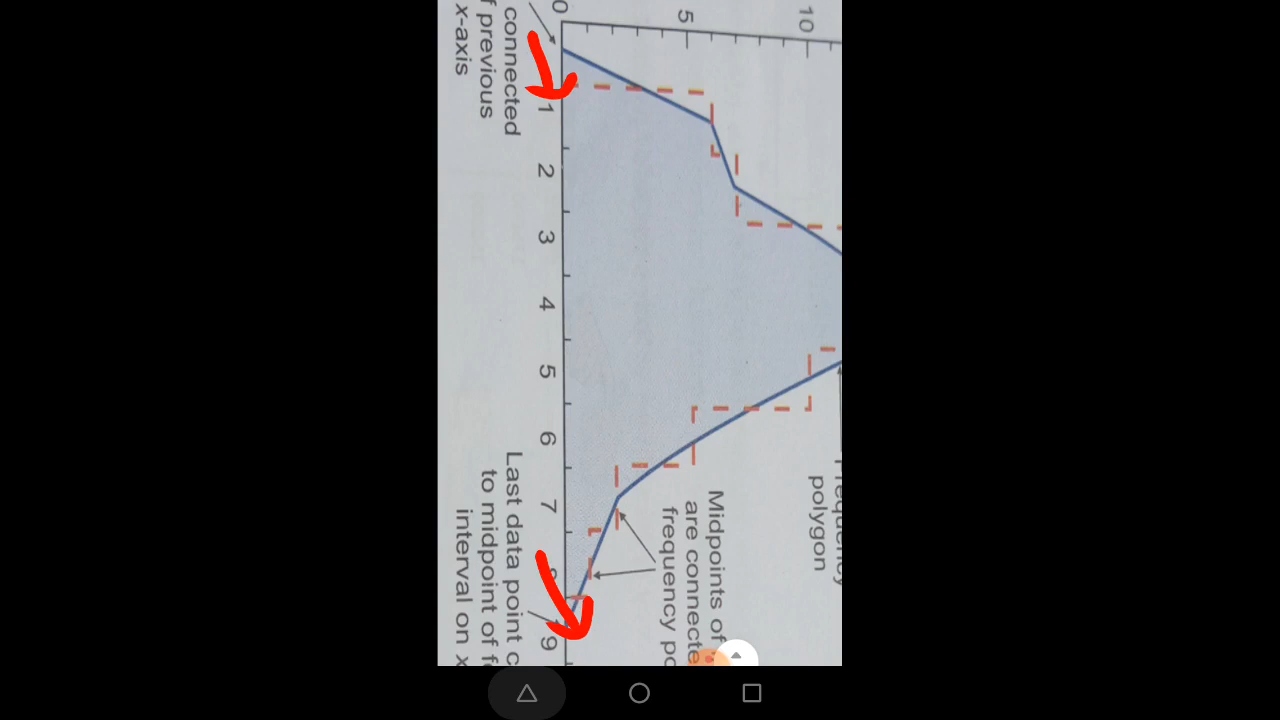 polygon
10
Midpoints of
are connecte
frequency po
5
0
1 2 3 4 5 6 7 9
connected
f previous
x-axis
Last data point c
to midpoint of f
interval on x